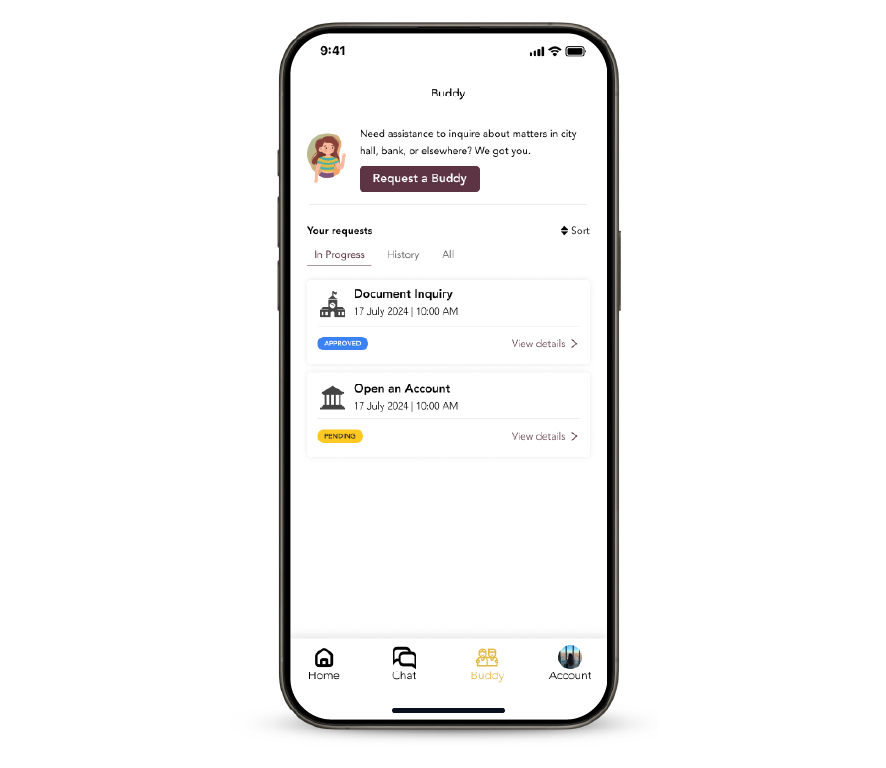 9:41
Buddy
Need assistance to inquire about matters in city
hall, bank, or elsewhere? We got you.
Request a Buddy
Your requests
Sort
In Progress
History
All
Document Inquiry
17 July 2024 | 10:00 AM
APPROVED
View details
Open an Account
17 July 2024 | 10:00 AM
PENDING
View details
Home
Chat
Buddy
Account